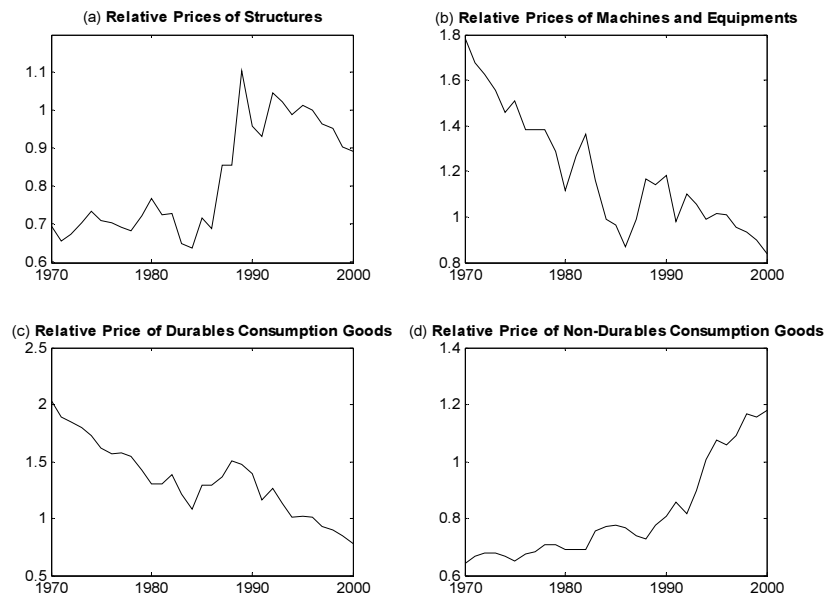 (a) Relative Prices of Structures
1.1
1
0.9
0.8
0.7
0.6
1970 1980 1990 2000
(b) Relative Prices of Machines and Equipments
1.8
1.6
1.4
1.2
1
0.8
1970 1980 1990 2000
(c) Relative Price of Durables Consumption Goods
2.5
2
1.5
1
0.5
1970 1980 1990 2000
(d) Relative Price of Non-Durables Consumption Goods
1.4
1.2
1
0.8
0.6
1970 1980 1990 2000